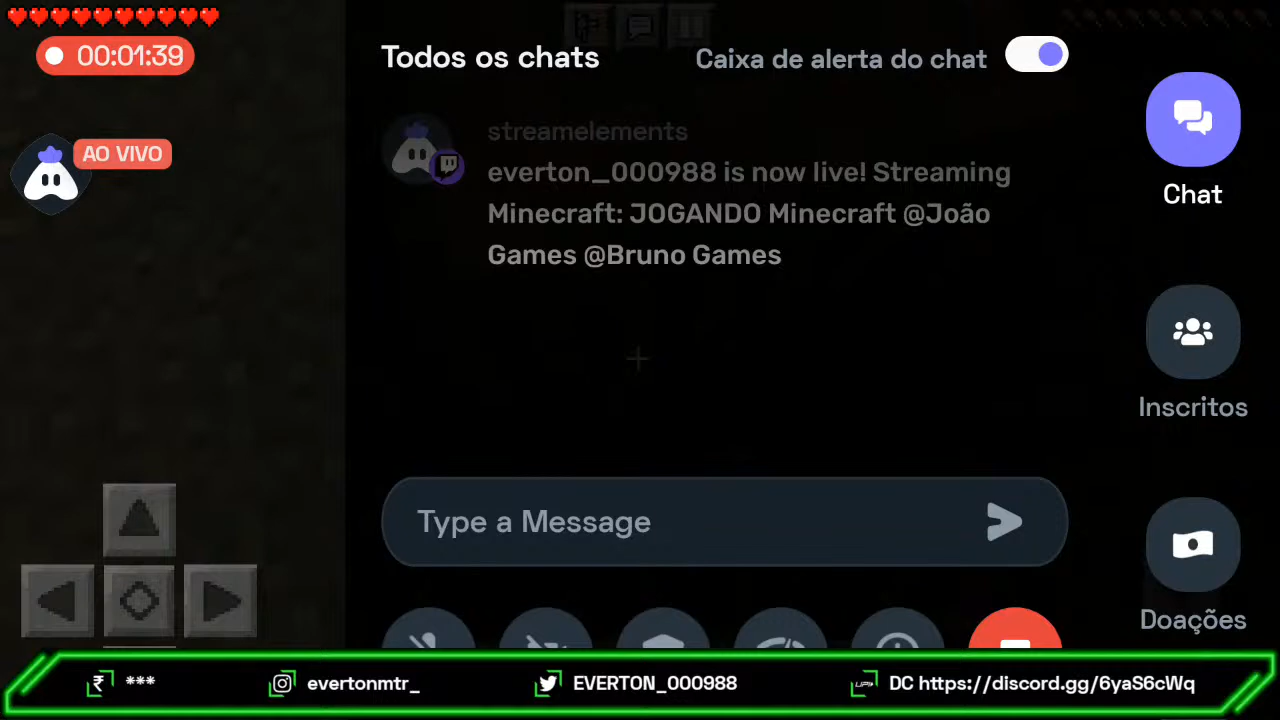 00:01:39
Todos os chats
Caixa de alerta do chat
AO VIVO
streamelements
everton_000988 is now live! Streaming
Minecraft: JOGANDO Minecraft @João
Games @Bruno Games
Chat
Inscritos
Type a Message
Doações
₹ ***
evertonmtr_
EVERTON_000988
UPI DC https://discord.gg/6yaS6cWq